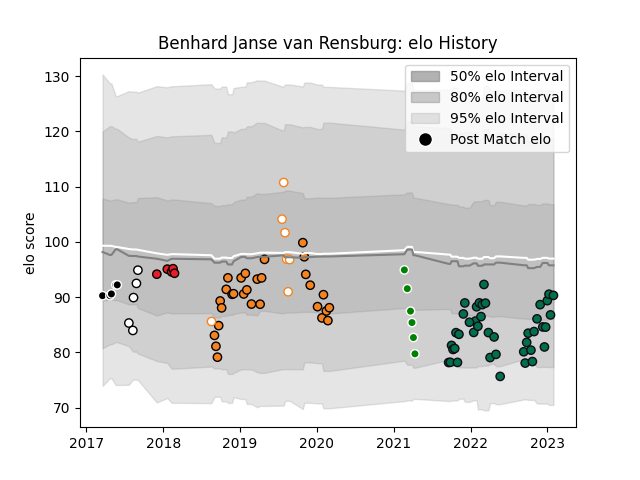 Benhard Janse van Rensburg: elo History
50% elo Interval
80% elo Interval
95% elo Interval
Post Match elo
elo score
130
120
110
100
90
80
70
2017
2018
2019
2020
2021
2022
2023